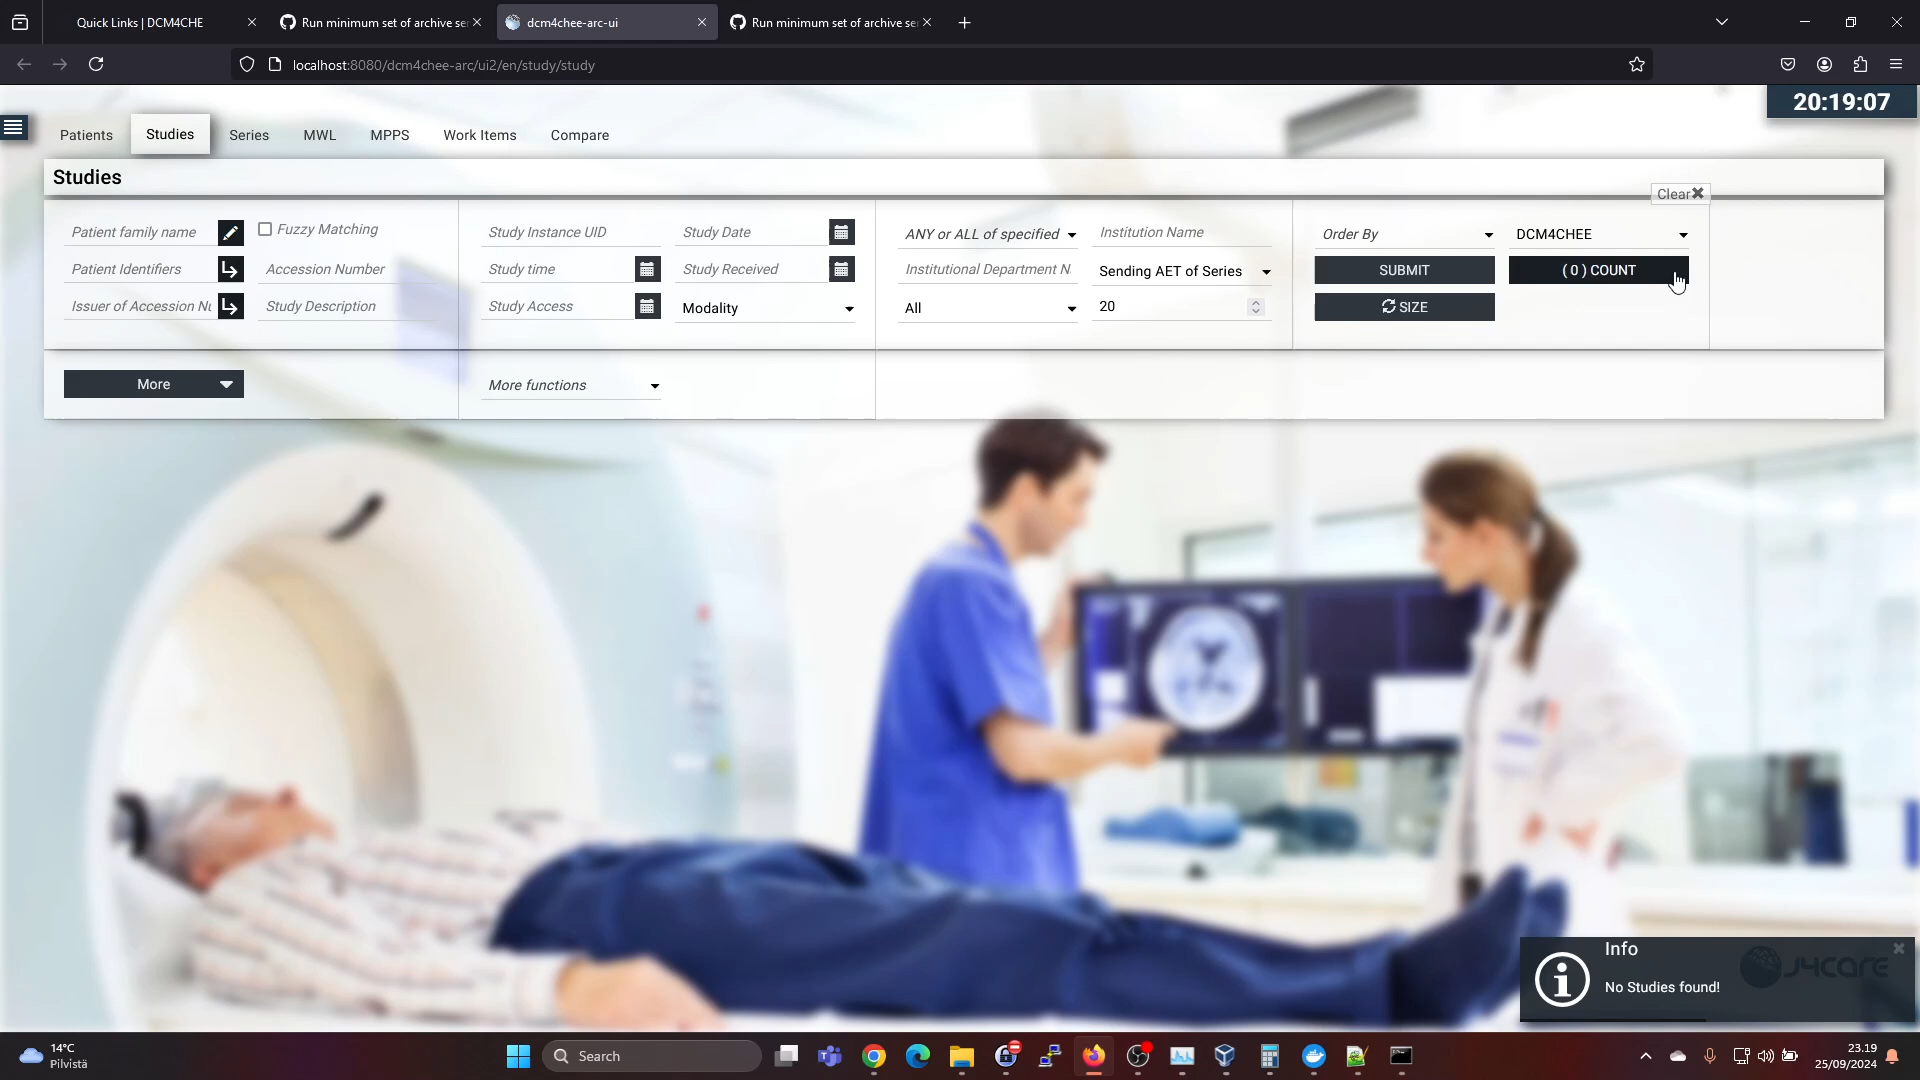 Quick Links | DCM4CHE
Run minimum set of archive se
dcm4chee-arc-ui
Run minimum set of archive se
localhost:8080/dcm4chee-arc/ui2/en/study/study
20:19:07
Patients
Studies
Series
MWL
MPPS
Work Items
Compare
Studies
Clear✖
Patient family name
Fuzzy Matching
Study Instance UID
Study Date
ANY or ALL of specified
Institution Name
Order By
DCM4CHEE
Patient Identifiers
Accession Number
Study time
Study Received
Institutional Department N
Sending AET of Series
SUBMIT
( 0 ) COUNT
Issuer of Accession Nu
Study Description
Study Access
Modality
All
20
SIZE
More
More functions
Info
No Studies found!
J4CARE
14°C
Pilvistä
Search
23.19
25/09/2024